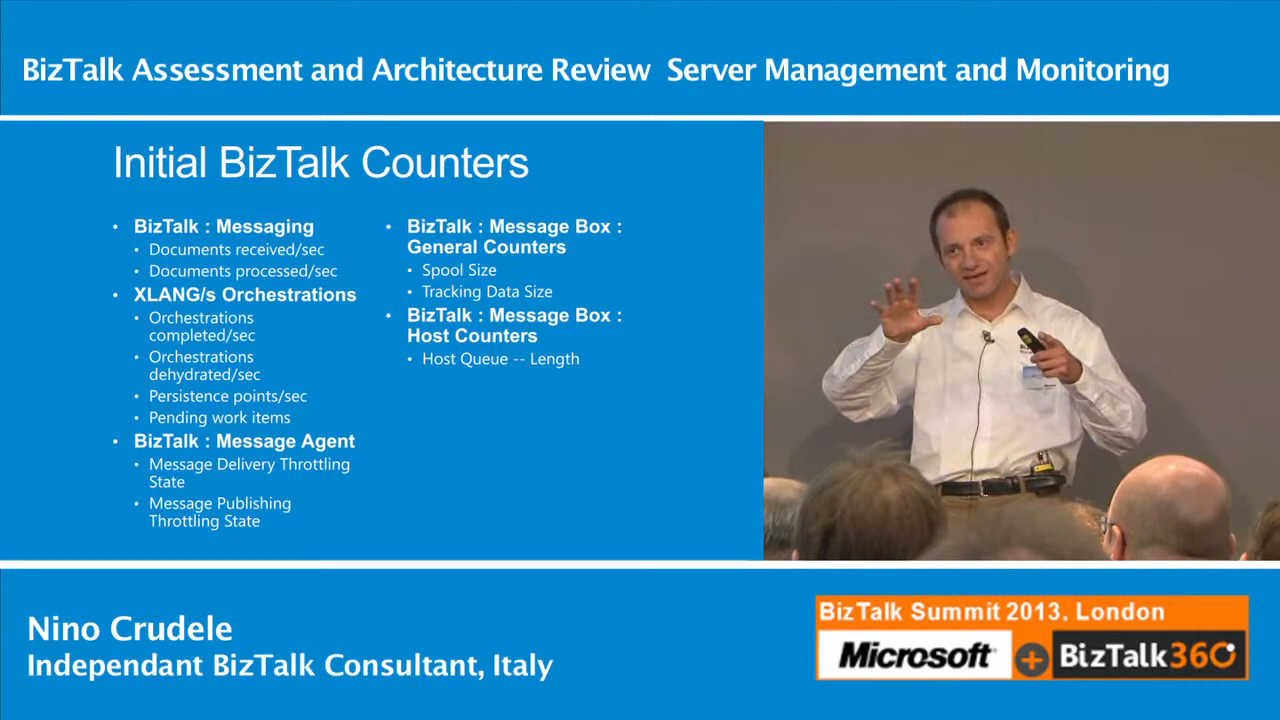 BizTalk Assessment and Architecture Review  Server Management and Monitoring
Initial BizTalk Counters
• BizTalk : Messaging
• Documents received/sec
• Documents processed/sec
• XLANG/s Orchestrations
• Orchestrations
completed/sec
• Orchestrations
dehydrated/sec
• Persistence points/sec
• Pending work items
• BizTalk : Message Agent
• Message Delivery Throttling
State
• Message Publishing
Throttling State
• BizTalk : Message Box :
General Counters
• Spool Size
• Tracking Data Size
• BizTalk : Message Box :
Host Counters
• Host Queue -- Length
Nino Crudele
Independant BizTalk Consultant, Italy
BizTalk Summit 2013, London
Microsoft + BizTalk360